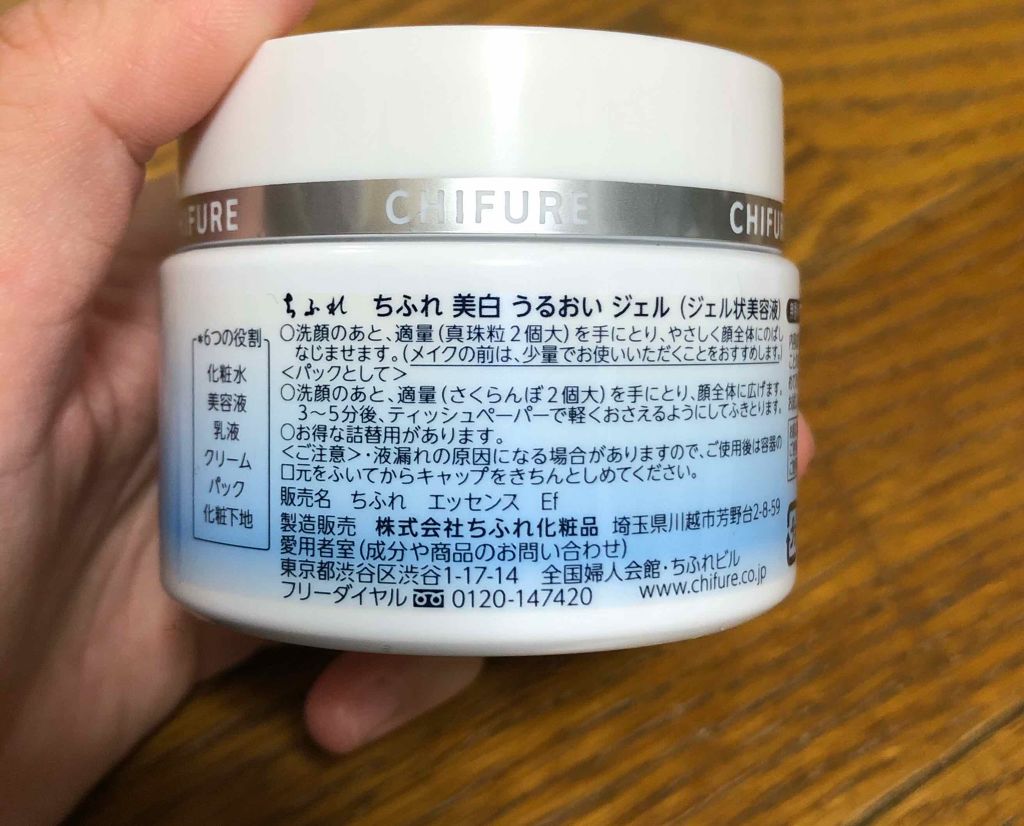 CHIFURE CHIFURE CHIFU
ちふれ ちふれ 美白 うるおい ジェル (ジェル状美容液)
*6つの役割
化粧水
美容液
乳液
クリーム
パック
化粧下地
○洗顔のあと、適量(真珠粒2個大)を手にとり、やさしく顔全体にのばし
なじませます。(メイクの前は、少量でお使いいただくことをおすすめします。)
<パックとして>
○洗顔のあと、適量(さくらんぼ2個大)を手にとり、顔全体に広げます。
3〜5分後、ティッシュペーパーで軽くおさえるようにしてふきとります。
○お得な詰替用があります。
<ご注意>・液漏れの原因になる場合がありますので、ご使用後は容器の
口元をふいてからキャップをきちんとしめてください。
販売名 ちふれ エッセンス Ef
製造販売 株式会社ちふれ化粧品 埼玉県川越市芳野台2-8-59
愛用者室(成分や商品のお問い合わせ)
東京都渋谷区渋谷1-17-14 全国婦人会館・ちふれビル
フリーダイヤル 0120-147420 www.chifure.co.jp